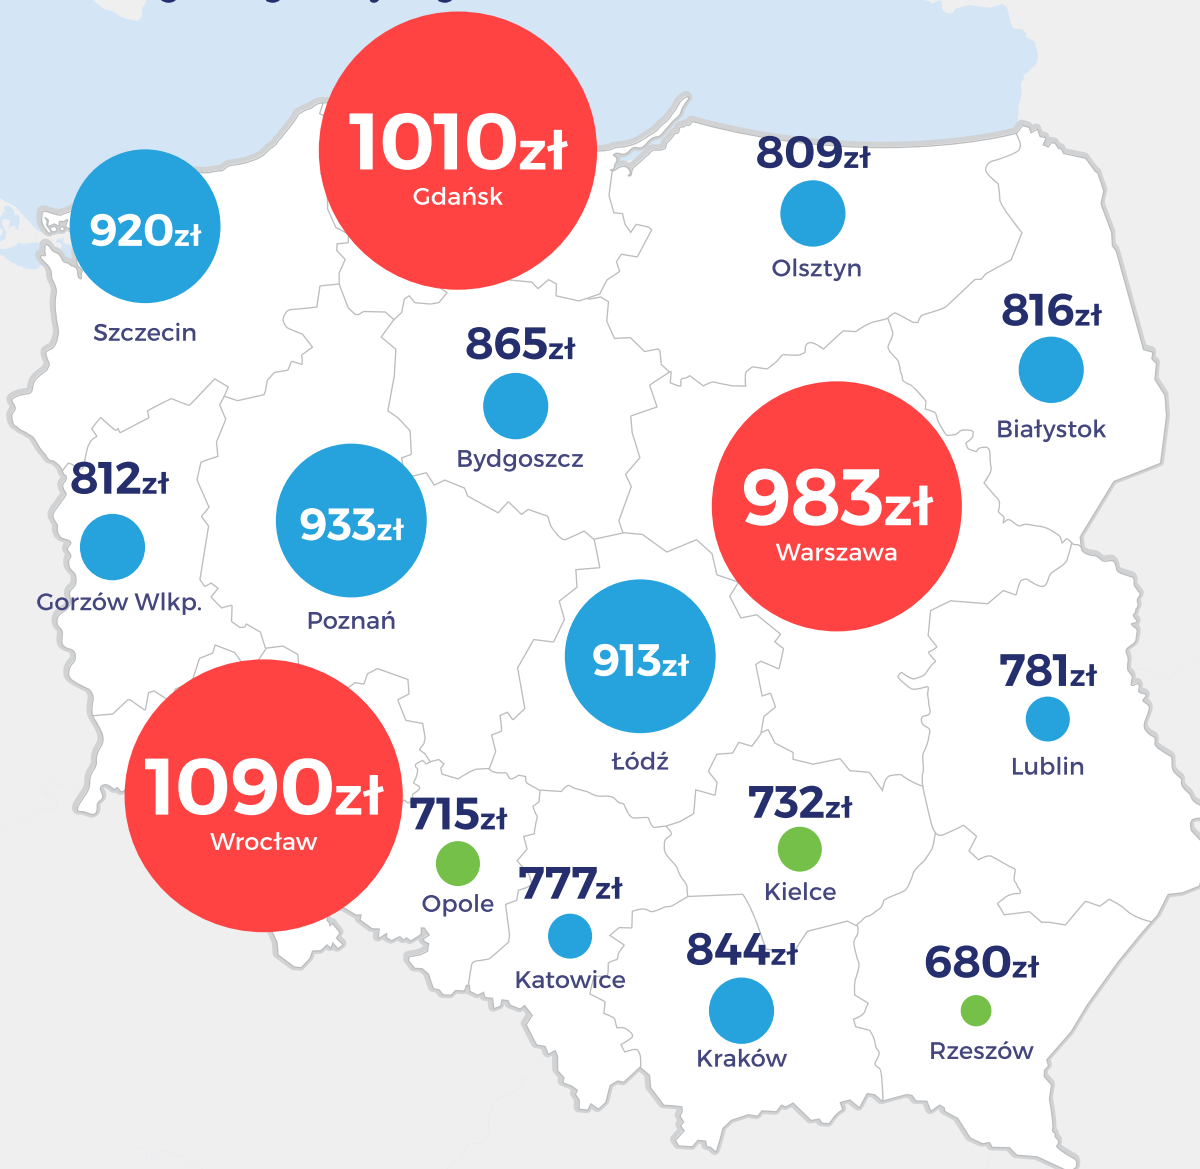 1010zł
Gdańsk
809zł
Olsztyn
920zł
Szczecin
816zł
Białystok
865zł
Bydgoszcz
812zł
Gorzów Wlkp.
933zł
Poznań
983zł
Warszawa
913zł
Łódź
781zł
Lublin
1090zł
Wrocław
715zł
Opole
732zł
Kielce
777zł
Katowice
844zł
Kraków
680zł
Rzeszów